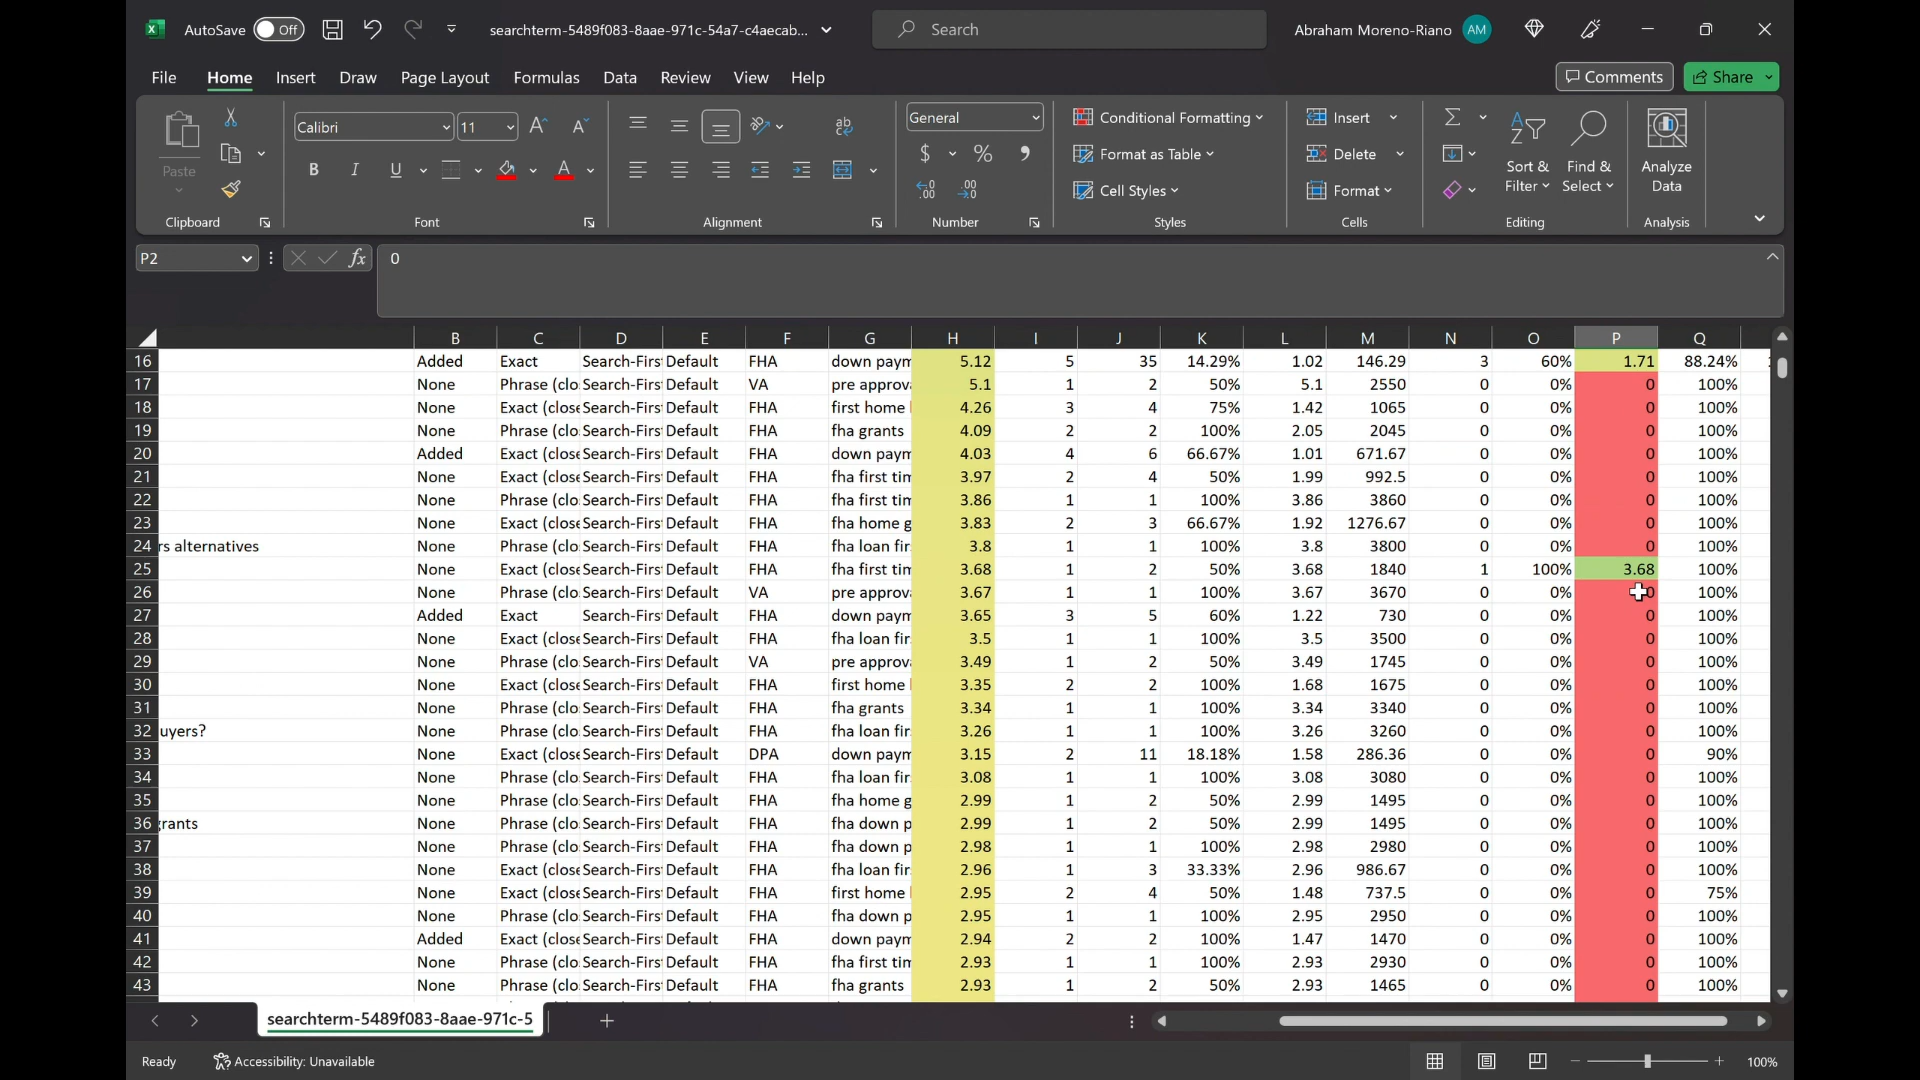 AutoSave Off searchterm-5489f083-8aae-971c-54a7-c4aecab... Search Abraham Moreno-Riano AM
File Home Insert Draw Page Layout Formulas Data Review View Help Comments Share
Paste Calibri 11 General Conditional Formatting Insert
B I U $ % Format as Table Delete Sort & Filter Find & Select Analyze Data
Cell Styles Format
Clipboard Font Alignment Number Styles Cells Editing Analysis
P2 fx 0
B C D E F G H I J K L M N O P Q
16 Added Exact Search-Firs Default FHA down paym 5.12 5 35 14.29% 1.02 146.29 3 60% 1.71 88.24%
17 None Phrase (clo Search-Firs Default VA pre approv 5.1 1 2 50% 5.1 2550 0 0% 0 100%
18 None Exact (close Search-Firs Default FHA first home 4.26 3 4 75% 1.42 1065 0 0% 0 100%
19 None Phrase (clo Search-Firs Default FHA fha grants 4.09 2 2 100% 2.05 2045 0 0% 0 100%
20 Added Exact (close Search-Firs Default FHA down paym 4.03 4 6 66.67% 1.01 671.67 0 0% 0 100%
21 None Exact (close Search-Firs Default FHA fha first tim 3.97 2 4 50% 1.99 992.5 0 0% 0 100%
22 None Phrase (clo Search-Firs Default FHA fha first tim 3.86 1 1 100% 3.86 3860 0 0% 0 100%
23 None Exact (close Search-Firs Default FHA fha home g 3.83 2 3 66.67% 1.92 1276.67 0 0% 0 100%
24 rs alternatives None Phrase (clo Search-Firs Default FHA fha loan fir 3.8 1 1 100% 3.8 3800 0 0% 0 100%
25 None Exact (close Search-Firs Default FHA fha first tim 3.68 1 2 50% 3.68 1840 1 100% 3.68 100%
26 None Phrase (clo Search-Firs Default VA pre approv 3.67 1 1 100% 3.67 3670 0 0% 0 100%
27 Added Exact Search-Firs Default FHA down paym 3.65 3 5 60% 1.22 730 0 0% 0 100%
28 None Exact (close Search-Firs Default FHA fha loan fir 3.5 1 1 100% 3.5 3500 0 0% 0 100%
29 None Phrase (clo Search-Firs Default VA pre approv 3.49 1 2 50% 3.49 1745 0 0% 0 100%
30 None Exact (close Search-Firs Default FHA first home 3.35 2 2 100% 1.68 1675 0 0% 0 100%
31 None Phrase (clo Search-Firs Default FHA fha grants 3.34 1 1 100% 3.34 3340 0 0% 0 100%
32 uyers? None Phrase (clo Search-Firs Default FHA fha loan fir 3.26 1 1 100% 3.26 3260 0 0% 0 100%
33 None Exact (close Search-Firs Default DPA down paym 3.15 2 11 18.18% 1.58 286.36 0 0% 0 90%
34 None Phrase (clo Search-Firs Default FHA fha loan fir 3.08 1 1 100% 3.08 3080 0 0% 0 100%
35 None Phrase (clo Search-Firs Default FHA fha home g 2.99 1 2 50% 2.99 1495 0 0% 0 100%
36 grants None Phrase (clo Search-Firs Default FHA fha down p 2.99 1 2 50% 2.99 1495 0 0% 0 100%
37 None Phrase (clo Search-Firs Default FHA fha down p 2.98 1 1 100% 2.98 2980 0 0% 0 100%
38 None Exact (close Search-Firs Default FHA fha loan fir 2.96 1 3 33.33% 2.96 986.67 0 0% 0 100%
39 None Exact (close Search-Firs Default FHA first home 2.95 2 4 50% 1.48 737.5 0 0% 0 75%
40 None Phrase (clo Search-Firs Default FHA fha down p 2.95 1 1 100% 2.95 2950 0 0% 0 100%
41 Added Exact (close Search-Firs Default FHA down paym 2.94 2 2 100% 1.47 1470 0 0% 0 100%
42 None Phrase (clo Search-Firs Default FHA fha first tim 2.93 1 1 100% 2.93 2930 0 0% 0 100%
43 None Phrase (clo Search-Firs Default FHA fha grants 2.93 1 2 50% 2.93 1465 0 0% 0 100%
searchterm-5489f083-8aae-971c-5
Ready Accessibility: Unavailable 100%